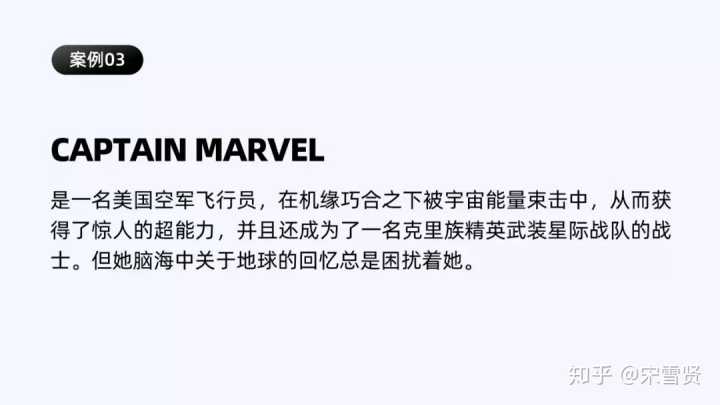 案例03
CAPTAIN MARVEL
是一名美国空军飞行员，在机缘巧合之下被宇宙能量束击中，从而获
得了惊人的超能力，并且还成为了一名克里族精英武装星际战队的战
士。但她脑海中关于地球的回忆总是困扰着她。
知乎 @宋雪贤